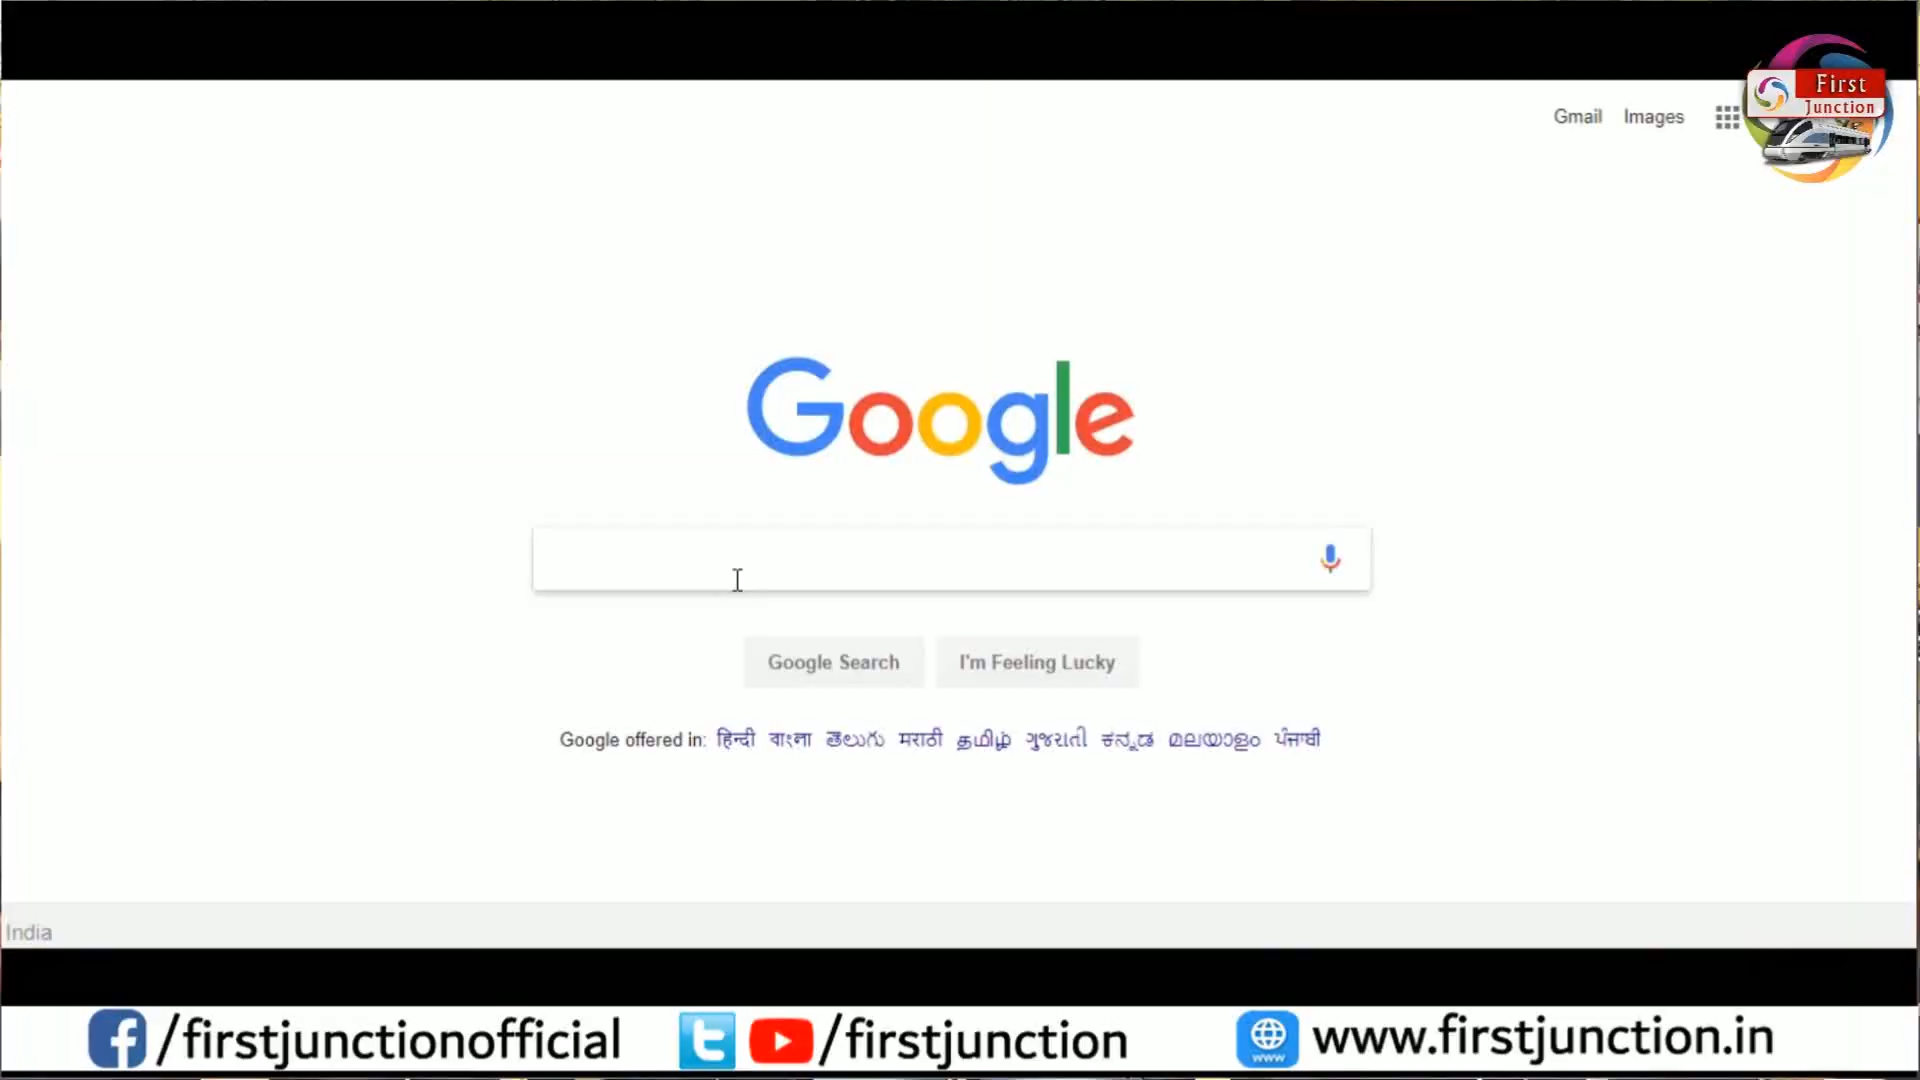 Gmail Images
First
Junction
Google
Google Search I'm Feeling Lucky
Google offered in: हिन्दी বাংলা తెలుగు मराठी தமிழ் ગુજરાતી ಕನ್ನಡ മലയാളം ਪੰਜਾਬੀ
India
/firstjunctionofficial
/firstjunction
www
www.firstjunction.in